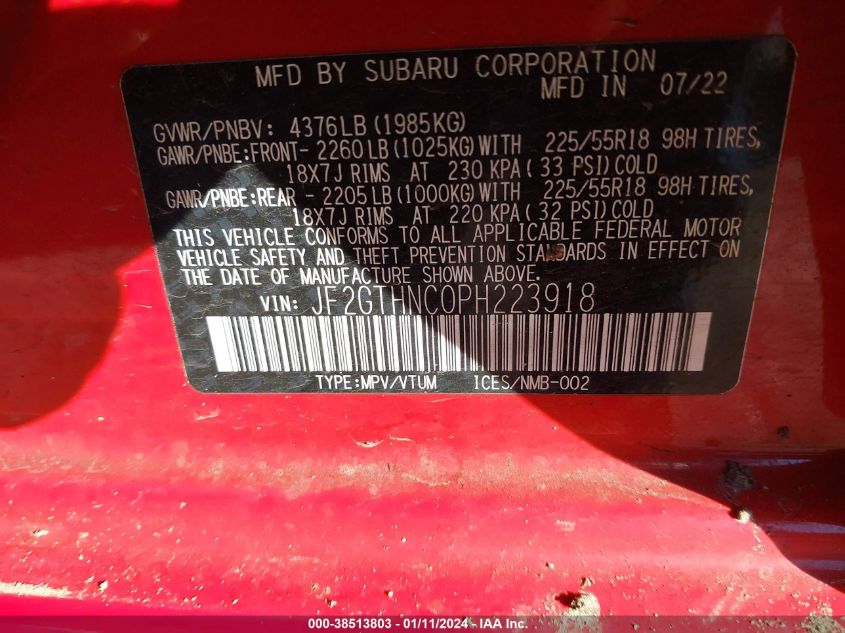 MFD BY SUBARU CORPORATION
MFD IN 07/22
GVWR/PNBV: 4376LB (1985KG)
GAWR/PNBE:FRONT- 2260LB (1025KG) WITH 225/55R18 98H TIRES,
18X7J RIMS AT 230 KPA ( 33 PSI) COLD
GAWR/PNBE:REAR - 2205LB (1000KG) WITH 225/55R18 98H TIRES,
18X7J RIMS AT 220 KPA ( 32 PSI) COLD
THIS VEHICLE CONFORMS TO ALL APPLICABLE FEDERAL MOTOR
VEHICLE SAFETY AND THEFT PREVENTION STANDARDS IN EFFECT ON
THE DATE OF MANUFACTURE SHOWN ABOVE.
VIN: JF2GTHNC0PH223918
TYPE:MPV/VTUM ICES/NMB-002
000-38513803 - 01/11/2024 - IAA Inc.